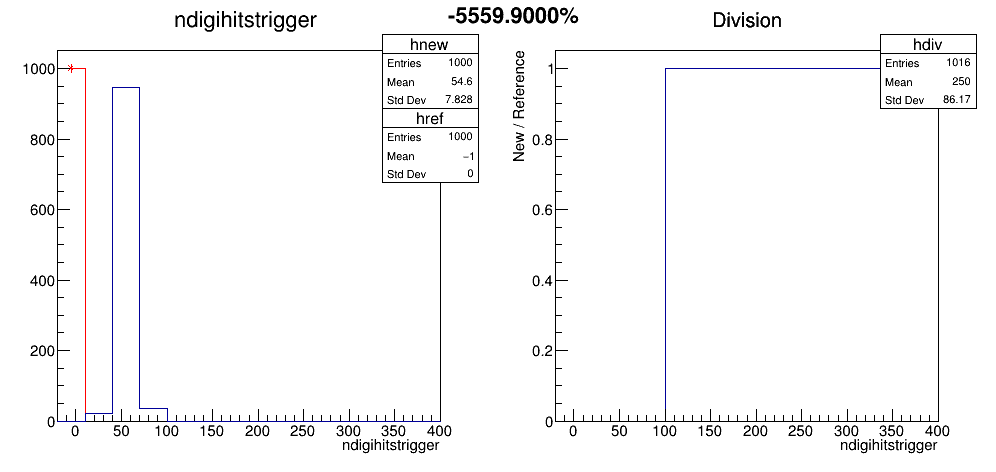 -5559.9000%
ndigihitstrigger
hnew
Entries 1000
Mean 54.6
Std Dev 7.828
href
Entries 1000
Mean −1
Std Dev 0
1000
800
600
400
200
0
0 50 100 150 200 250 300 350 400
ndigihitstrigger
Division
hdiv
Entries 1016
Mean 250
Std Dev 86.17
New / Reference
1
0.8
0.6
0.4
0.2
0
0 50 100 150 200 250 300 350 400
ndigihitstrigger